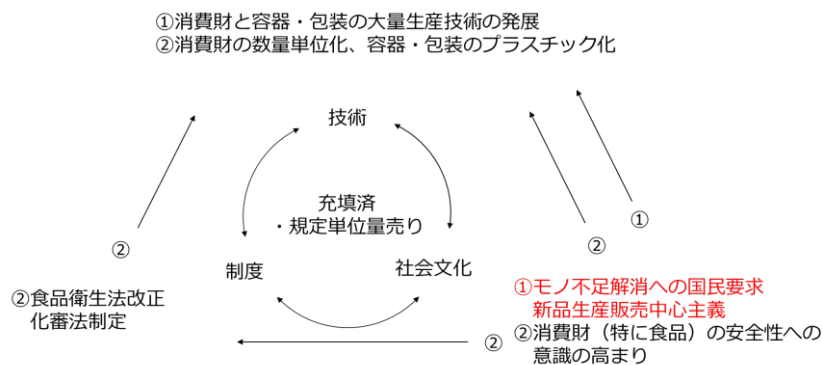 ①消費財と容器・包装の大量生産技術の発展
②消費財の数量単位化、容器・包装のプラスチック化
技術
充填済
・規定単位量売り
①
②
②
制度
社会文化
②食品衛生法改正
化審法制定
①モノ不足解消への国民要求
新品生産販売中心主義
②消費財（特に食品）の安全性への
意識の高まり
②